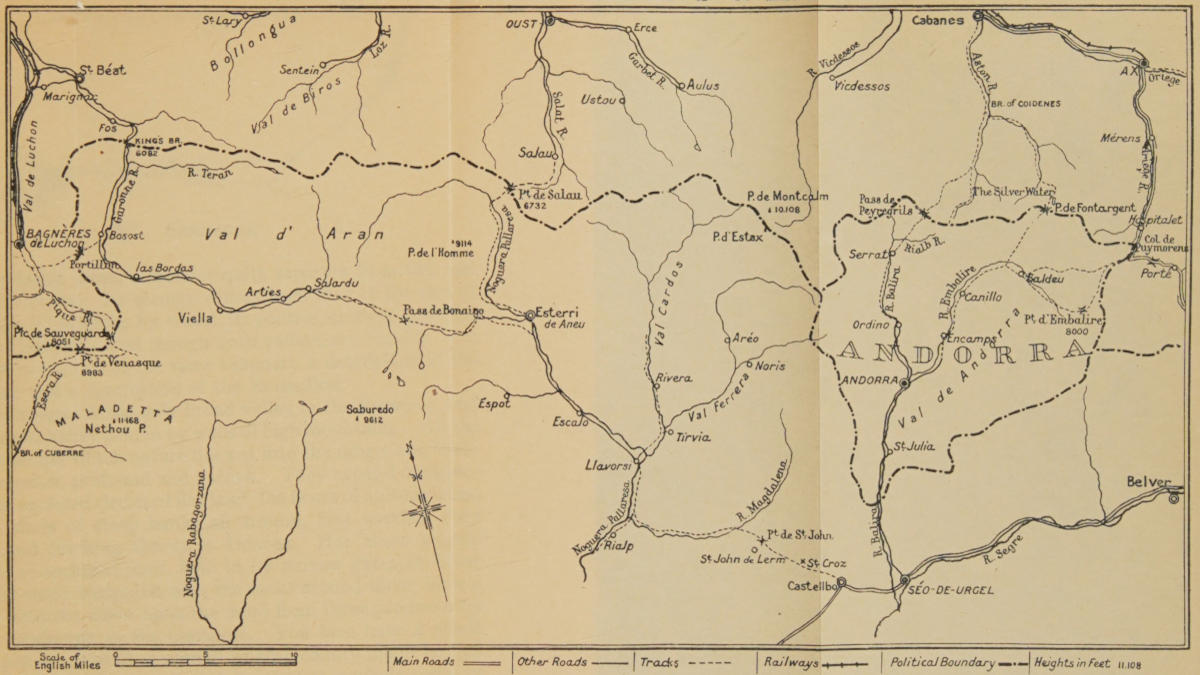 St. Lary
Bollongua
Loz R.
Sentein
Val de Biros
OUST
Erce
Garbet R.
Aulus
Ustou
Salat R.
Salau
R. Vicdessos
Vicdessos
Cabanes
Aston R.
BR. of COIDENES
AX
Oriege
Mérens
Ariège R.
Hospitalet
St. Béat
Marignac
Fos
KING'S BR.
6082
Val de Luchon
Garonne R.
R. Teran
BAGNÈRES
de Luchon
Bosost
Portillon
Val d' Aran
las Bordas
Viella
Arties
Salardu
Pt. de Salau
6732
9114
P. de l'Homme
Noguera Pallaresa
Pass de Bonaigo
Esterri
de Aneu
P. de Montcalm
10.108
P. d'Estax
Val Cardos
Pass de
Peyregrils
The Silver Water
P. de Fontargent
Rialb R.
Serrat
R. Balira
R. Embalire
Canillo
Saldeu
Col. de
Puymorens
Porté
Pt. d'Embalire
8000
Ordino
Encamps
ANDORRA
ANDORRA
Val de Andorra
St. Julia
Pique R.
Pic de Sauvegarde
8051
Pt. de Venasque
6983
Esera R.
MALADETTA
11.168
Nethou P.
BR. of CUBERRE
Saburedo
9612
Espot
Escalo
Aréo
Noris
Rivera
Val Ferrera
Tirvia
Llavorsi
N
Noguera Rabagorzana
Noguera Pallaresa
Rialp
R. Magdalena
Pt. de St. John
St. John de Lerm
St. Croz
Castellbo
SÉO-DE-URGEL
R. Balira
R. Segre
Belver
Scale of
English Miles
0 5 10
Main Roads
Other Roads
Tracks
Railways
Political Boundary
Heights in Feet 11.108